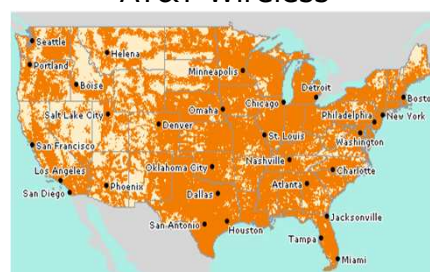 AT&T Wireless
Seattle
Helena
Portland
Minneapolis
Boise
Detroit
Boston
Salt Lake City
Omaha
Chicago
Philadelphia
New York
Denver
St. Louis
Washington
San Francisco
Nashville
Los Angeles
Oklahoma City
Charlotte
Phoenix
Atlanta
San Diego
Dallas
Jacksonville
San Antonio
Houston
Tampa
Miami